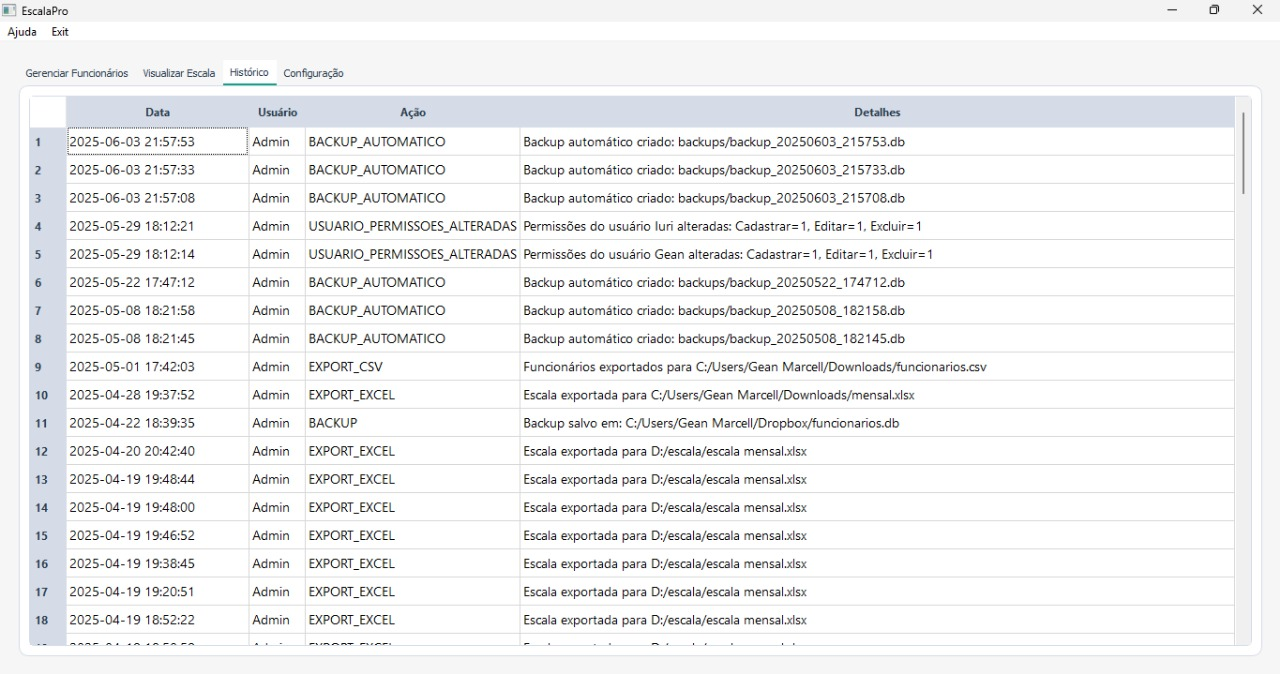 EscalaPro
Ajuda Exit
Gerenciar Funcionários Visualizar Escala Histórico Configuração
Data Usuário Ação Detalhes
1 2025-06-03 21:57:53 Admin BACKUP_AUTOMATICO Backup automático criado: backups/backup_20250603_215753.db
2 2025-06-03 21:57:33 Admin BACKUP_AUTOMATICO Backup automático criado: backups/backup_20250603_215733.db
3 2025-06-03 21:57:08 Admin BACKUP_AUTOMATICO Backup automático criado: backups/backup_20250603_215708.db
4 2025-05-29 18:12:21 Admin USUARIO_PERMISSOES_ALTERADAS Permissões do usuário Iuri alteradas: Cadastrar=1, Editar=1, Excluir=1
5 2025-05-29 18:12:14 Admin USUARIO_PERMISSOES_ALTERADAS Permissões do usuário Gean alteradas: Cadastrar=1, Editar=1, Excluir=1
6 2025-05-22 17:47:12 Admin BACKUP_AUTOMATICO Backup automático criado: backups/backup_20250522_174712.db
7 2025-05-08 18:21:58 Admin BACKUP_AUTOMATICO Backup automático criado: backups/backup_20250508_182158.db
8 2025-05-08 18:21:45 Admin BACKUP_AUTOMATICO Backup automático criado: backups/backup_20250508_182145.db
9 2025-05-01 17:42:03 Admin EXPORT_CSV Funcionários exportados para C:/Users/Gean Marcell/Downloads/funcionarios.csv
10 2025-04-28 19:37:52 Admin EXPORT_EXCEL Escala exportada para C:/Users/Gean Marcell/Downloads/mensal.xlsx
11 2025-04-22 18:39:35 Admin BACKUP Backup salvo em: C:/Users/Gean Marcell/Dropbox/funcionarios.db
12 2025-04-20 20:42:40 Admin EXPORT_EXCEL Escala exportada para D:/escala/escala mensal.xlsx
13 2025-04-19 19:48:44 Admin EXPORT_EXCEL Escala exportada para D:/escala/escala mensal.xlsx
14 2025-04-19 19:48:00 Admin EXPORT_EXCEL Escala exportada para D:/escala/escala mensal.xlsx
15 2025-04-19 19:46:52 Admin EXPORT_EXCEL Escala exportada para D:/escala/escala mensal.xlsx
16 2025-04-19 19:38:45 Admin EXPORT_EXCEL Escala exportada para D:/escala/escala mensal.xlsx
17 2025-04-19 19:20:51 Admin EXPORT_EXCEL Escala exportada para D:/escala/escala mensal.xlsx
18 2025-04-19 18:52:22 Admin EXPORT_EXCEL Escala exportada para D:/escala/escala mensal.xlsx